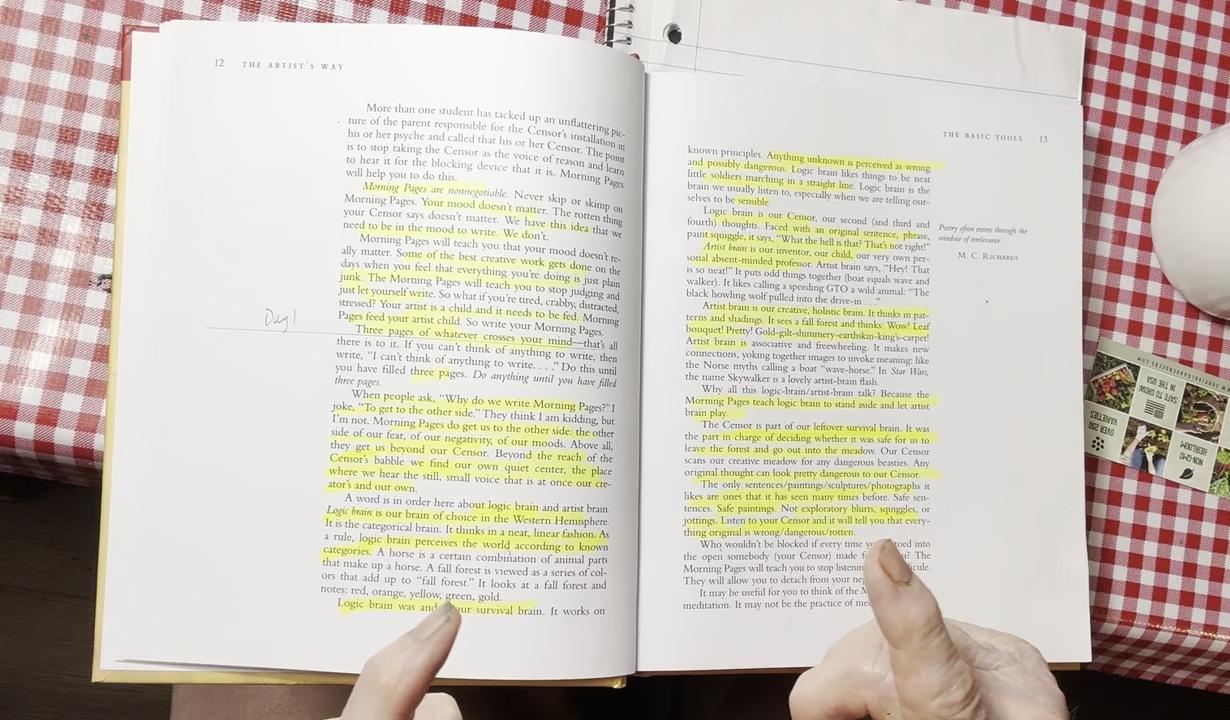 12 THE ARTIST'S WAY
More than one student has tacked up an unflattering pic-
ture of the parent responsible for the Censor's installation in
his or her psyche and called that his or her Censor. The point
is to stop taking the Censor as the voice of reason and learn
to hear it for the blocking device that it is. Morning Pages
will help you to do this.
Morning Pages are nonnegotiable. Never skip or skimp on
Morning Pages. Your mood doesn't matter. The rotten thing
your Censor says doesn't matter. We have this idea that we
need to be in the mood to write. We don't.
Morning Pages will teach you that your mood doesn't re-
ally matter. Some of the best creative work gets done on the
days when you feel that everything you're doing is just plain
junk. The Morning Pages will teach you to stop judging and
just let yourself write. So what if you're tired, crabby, distracted,
stressed? Your artist is a child and it needs to be fed. Morning
Pages feed your artist child. So write your Morning Pages.
Day 1
Three pages of whatever crosses your mind—that's all
there is to it. If you can't think of anything to write, then
write, "I can't think of anything to write. . . ." Do this until
you have filled three pages. Do anything until you have filled
three pages.
When people ask, "Why do we write Morning Pages?" I
joke, "To get to the other side." They think I am kidding, but
I'm not. Morning Pages do get us to the other side: the other
side of our fear, of our negativity, of our moods. Above all,
they get us beyond our Censor. Beyond the reach of the
Censor's babble we find our own quiet center, the place
where we hear the still, small voice that is at once our cre-
ator's and our own.
A word is in order here about logic brain and artist brain.
Logic brain is our brain of choice in the Western Hemisphere.
It is the categorical brain. It thinks in a neat, linear fashion. As
a rule, logic brain perceives the world according to known
categories. A horse is a certain combination of animal parts
that make up a horse. A fall forest is viewed as a series of col-
ors that add up to "fall forest." It looks at a fall forest and
notes: red, orange, yellow, green, gold.
Logic brain was and our survival brain. It works on
THE BASIC TOOLS 13
known principles. Anything unknown is perceived as wrong
and possibly dangerous. Logic brain likes things to be neat
little soldiers marching in a straight line. Logic brain is the
brain we usually listen to, especially when we are telling our-
selves to be sensible.
Logic brain is our Censor, our second (and third and
fourth) thoughts. Faced with an original sentence, phrase,
paint squiggle, it says, "What the hell is that? That's not right!"
Artist brain is our inventor, our child, our very own per-
sonal absent-minded professor. Artist brain says, "Hey! That
is so neat!" It puts odd things together (boat equals wave and
walker). It likes calling a speeding GTO a wild animal: "The
black howling wolf pulled into the drive-in . . ."
Artist brain is our creative, holistic brain. It thinks in pat-
terns and shadings. It sees a fall forest and thinks: Wow! Leaf
bouquet! Pretty! Gold-gilt-shimmery-earthskin-king's-carpet!
Artist brain is associative and freewheeling. It makes new
connections, yoking together images to invoke meaning: like
the Norse myths calling a boat "wave-horse." In Star Wars,
the name Skywalker is a lovely artist-brain flash.
Why all this logic-brain/artist-brain talk? Because the
Morning Pages teach logic brain to stand aside and let artist
brain play.
The Censor is part of our leftover survival brain. It was
the part in charge of deciding whether it was safe for us to
leave the forest and go out into the meadow. Our Censor
scans our creative meadow for any dangerous beasties. Any
original thought can look pretty dangerous to our Censor.
The only sentences/paintings/sculptures/photographs it
likes are ones that it has seen many times before. Safe sen-
tences. Safe paintings. Not exploratory blurts, squiggles, or
jottings. Listen to your Censor and it will tell you that every-
thing original is wrong/dangerous/rotten.
Who wouldn't be blocked if every time you into
the open somebody (your Censor) made The
Morning Pages will teach you to stop
They will allow you to detach from your
It may be useful for you to think of the
meditation. It may not be the practice of
Poetry often enters through the
window of irrelevance.
M. C. RICHARDS
SAFE TO GROW
IN THE USA
OVER 250
VARIETIES
NON-GMO
HEIRLOOM